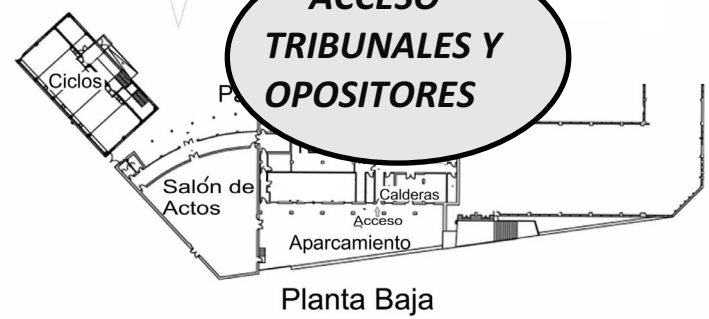 ACCESO
TRIBUNALES Y
OPOSITORES
Ciclos
Salón de
Actos
Calderas
Acceso
Aparcamiento
Planta Baja